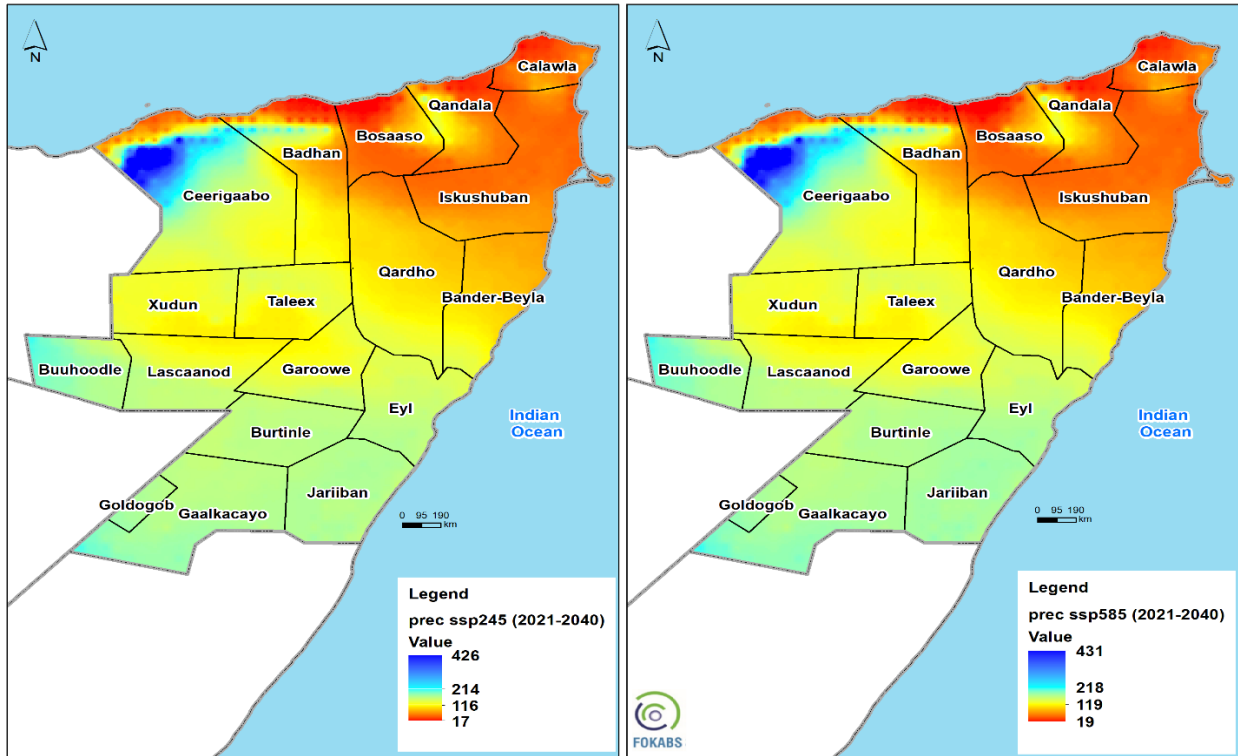 N
Calawla
Qandala
Bosaaso
Badhan
Ceerigaabo
Iskushuban
Qardho
Bander-Beyla
Xudun
Taleex
Buuhoodle
Lascaanod
Garoowe
Eyl
Indian
Ocean
Burtinle
Jariiban
Goldogob
Gaalkacayo
0 95 190
km
Legend
prec ssp245 (2021-2040)
Value
426
214
116
17
N
Calawla
Qandala
Bosaaso
Badhan
Ceerigaabo
Iskushuban
Qardho
Bander-Beyla
Xudun
Taleex
Buuhoodle
Lascaanod
Garoowe
Eyl
Indian
Ocean
Burtinle
Jariiban
Goldogob
Gaalkacayo
0 95 190
km
Legend
prec ssp585 (2021-2040)
Value
431
218
119
19
FOKABS